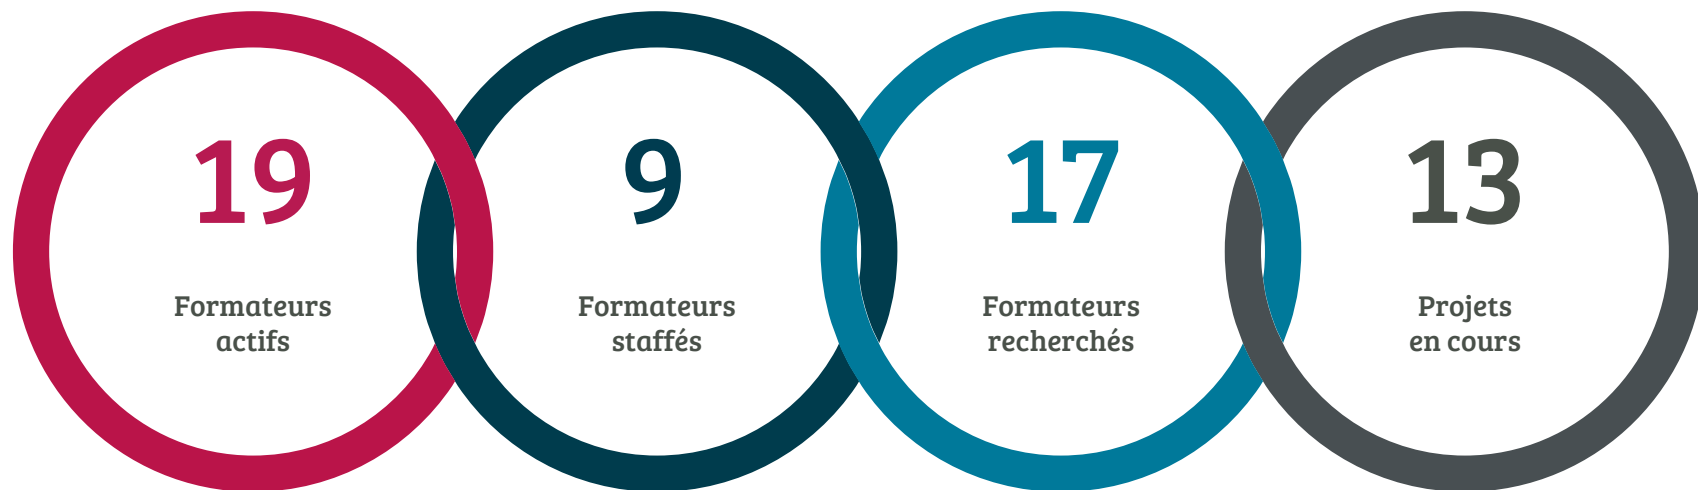 19
Formateurs
actifs
9
Formateurs
staffés
17
Formateurs
recherchés
13
Projets
en cours